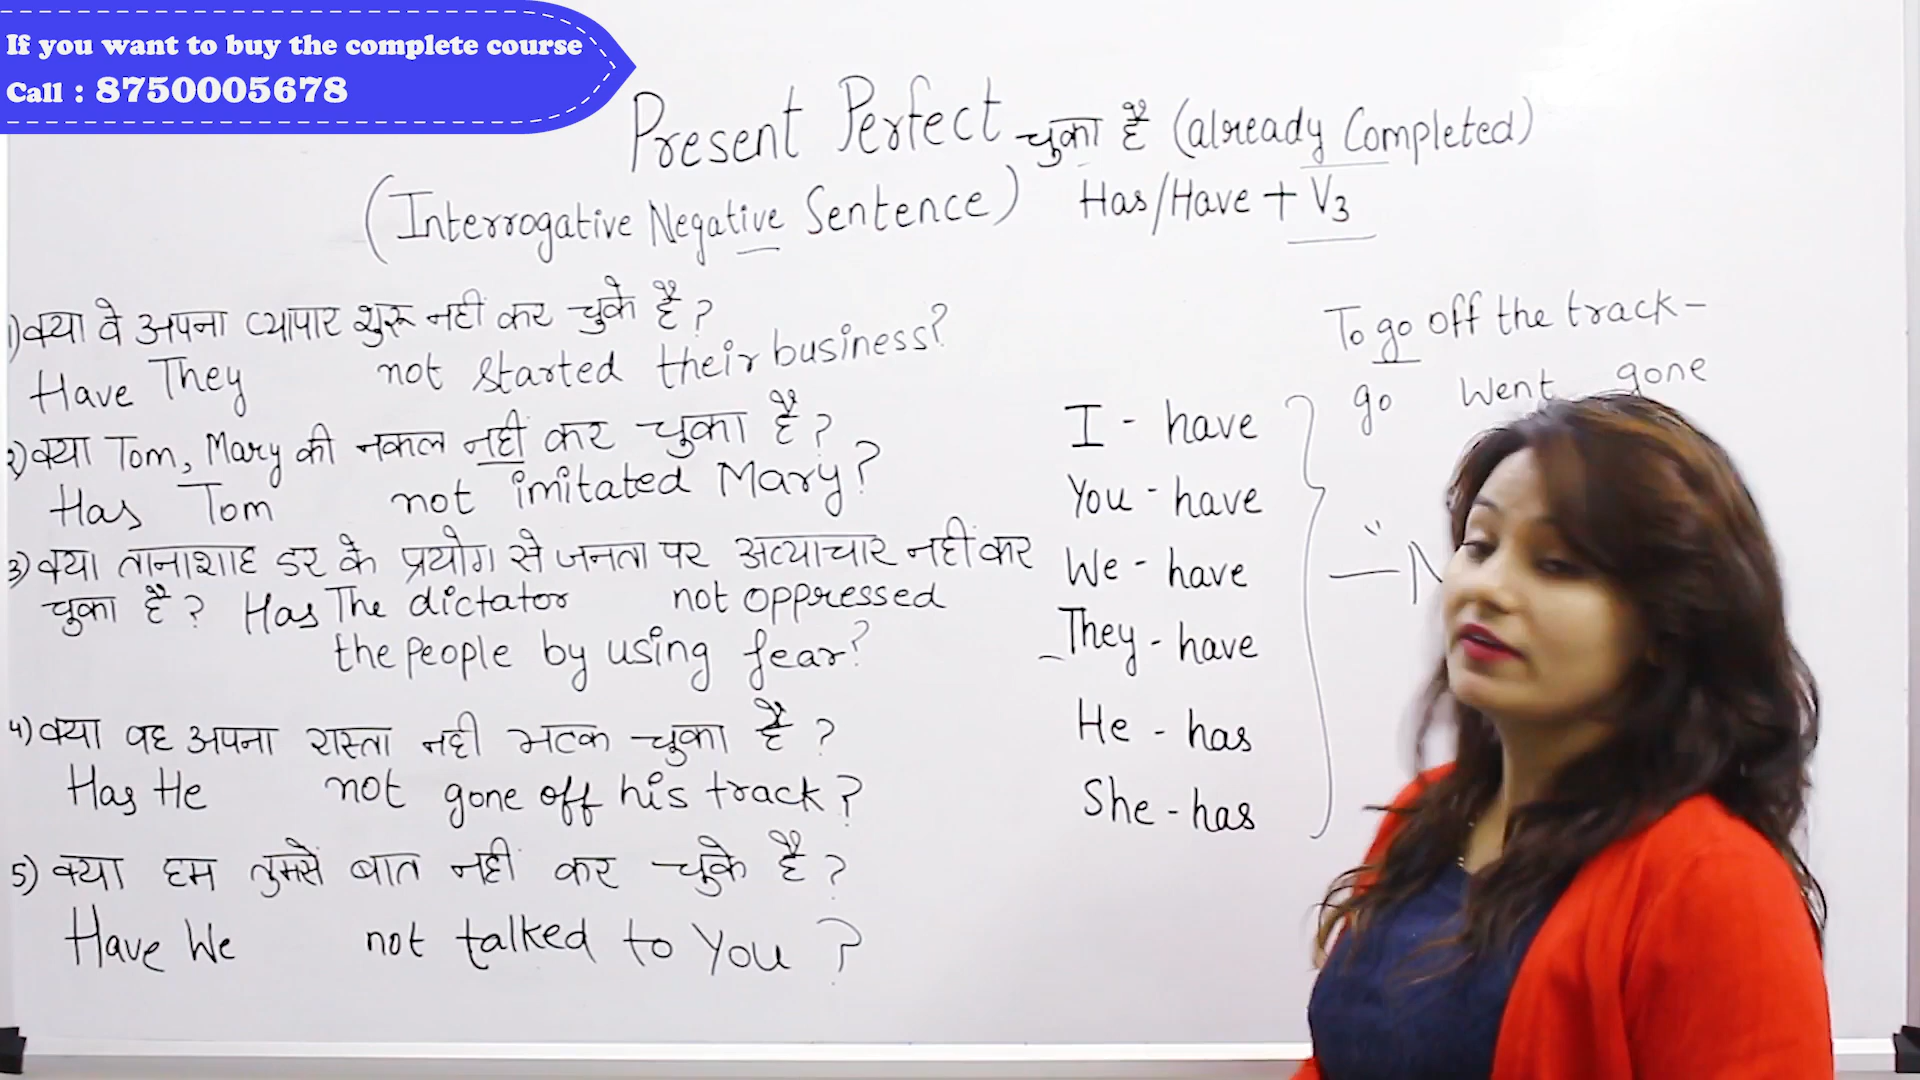 If you want to buy the complete course
Call : 8750005678
Present Perfect चुका है (already Completed)
(Interrogative Negative Sentence) Has/Have + V3
1) क्या वे अपना व्यापार शुरू नहीं कर चुके है ?
Have They not started their business?
2) क्या Tom, Mary की नकल नहीं कर चुका है ?
Has Tom not imitated Mary?
3) क्या तानाशाह डर के प्रयोग से जनता पर अत्याचार नहीं कर
चुका है ? Has The dictator not oppressed
the people by using fear?
4) क्या वह अपना रास्ता नही भटक चुका है ?
Has He not gone off his track?
5) क्या हम तुमसे बात नहीं कर चुके है ?
Have We not talked to You ?
To go off the track -
go Went gone
I - have
You - have
We - have
They - have
He - has
She - has